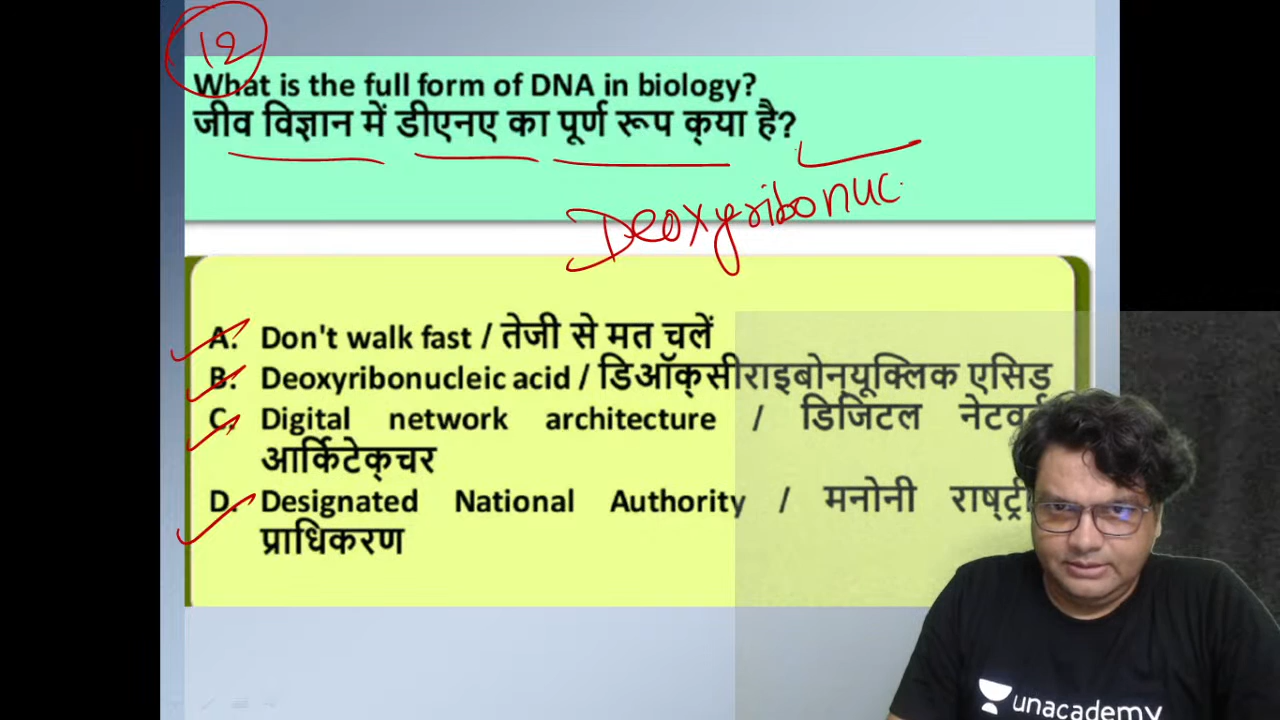 12
What is the full form of DNA in biology?
जीव विज्ञान में डीएनए का पूर्ण रूप क्या है?
Deoxyribonuc
A. Don't walk fast / तेजी से मत चलें
B. Deoxyribonucleic acid / डिऑक्सीराइबोन्यूक्लिक एसिड
C. Digital network architecture / डिजिटल
आर्किटेक्चर
D. Designated National Authority / मनोनी
प्राधिकरण
unacademy